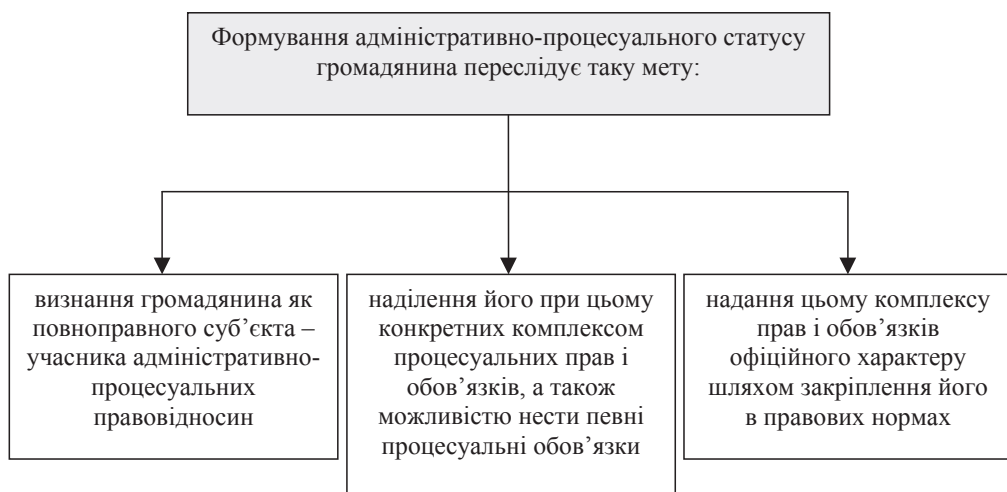 Формування адміністративно-процесуального статусу
громадянина переслідує таку мету:
визнання громадянина як
повноправного суб’єкта –
учасника адміністративно-
процесуальних
правовідносин
наділення його при цьому
конкретних комплексом
процесуальних прав і
обов’язків, а також
можливістю нести певні
процесуальні обов’язки
надання цьому комплексу
прав і обов’язків
офіційного характеру
шляхом закріплення його
в правових нормах